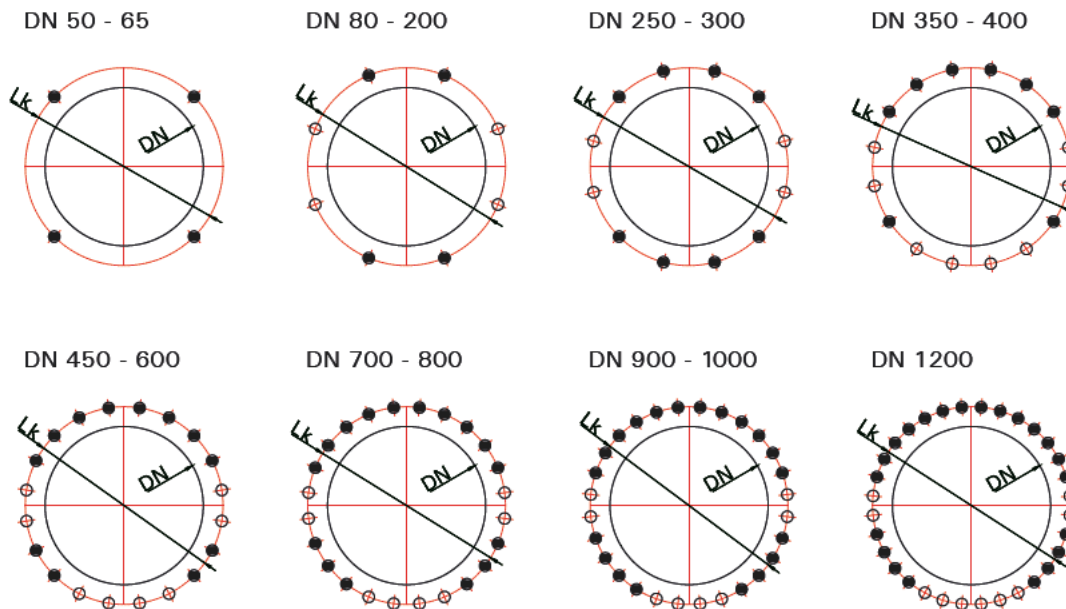 DN 50 - 65
DN 80 - 200
DN 250 - 300
DN 350 - 400
Lk
DN
Lk
DN
Lk
DN
Lk
DN
DN 450 - 600
DN 700 - 800
DN 900 - 1000
DN 1200
Lk
DN
Lk
DN
Lk
DN
Lk
DN